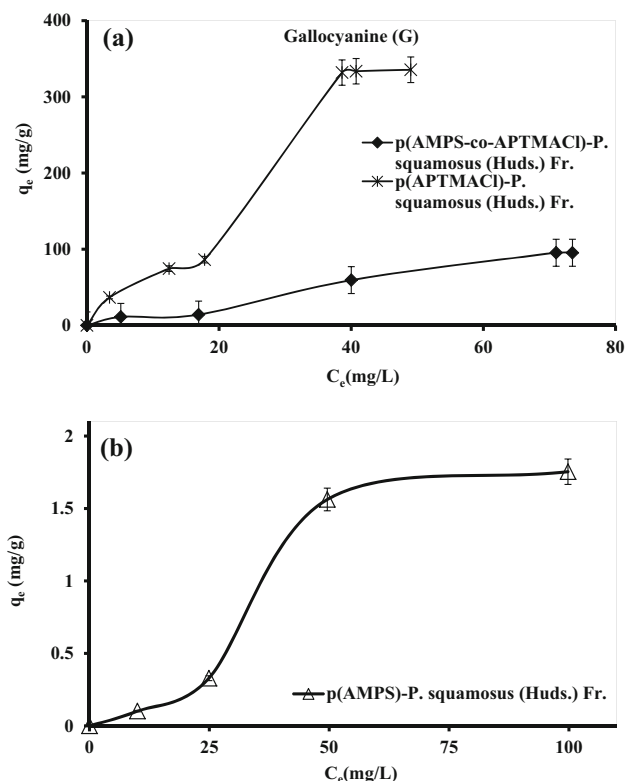 (a)
Gallocyanine (G)
400
300
200
100
0
qe (mg/g)
p(AMPS-co-APTMACl)-P.
squamosus (Huds.) Fr.
p(APTMACl)-P.
squamosus (Huds.) Fr.
0 20 40 60 80
Ce(mg/L)
(b)
2
1.5
1
0.5
0
qe (mg/g)
p(AMPS)-P. squamosus (Huds.) Fr.
0 25 50 75 100
Ce(mg/L)